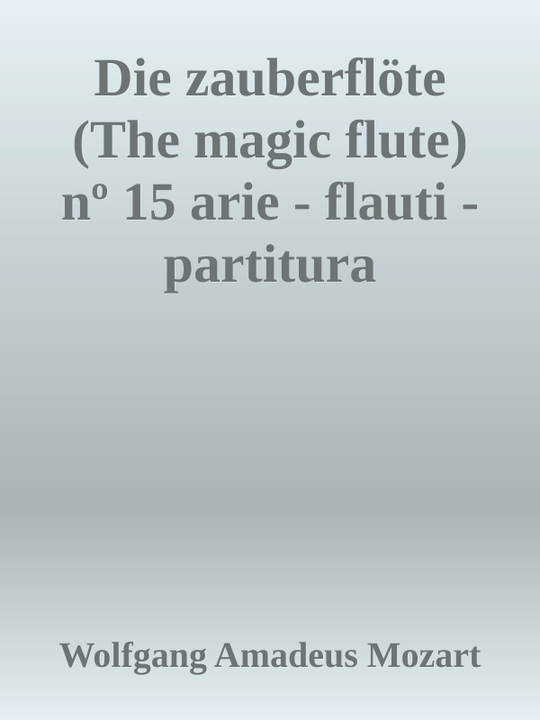 Die zauberflöte
(The magic flute)
nº 15 arie - flauti -
partitura
Wolfgang Amadeus Mozart